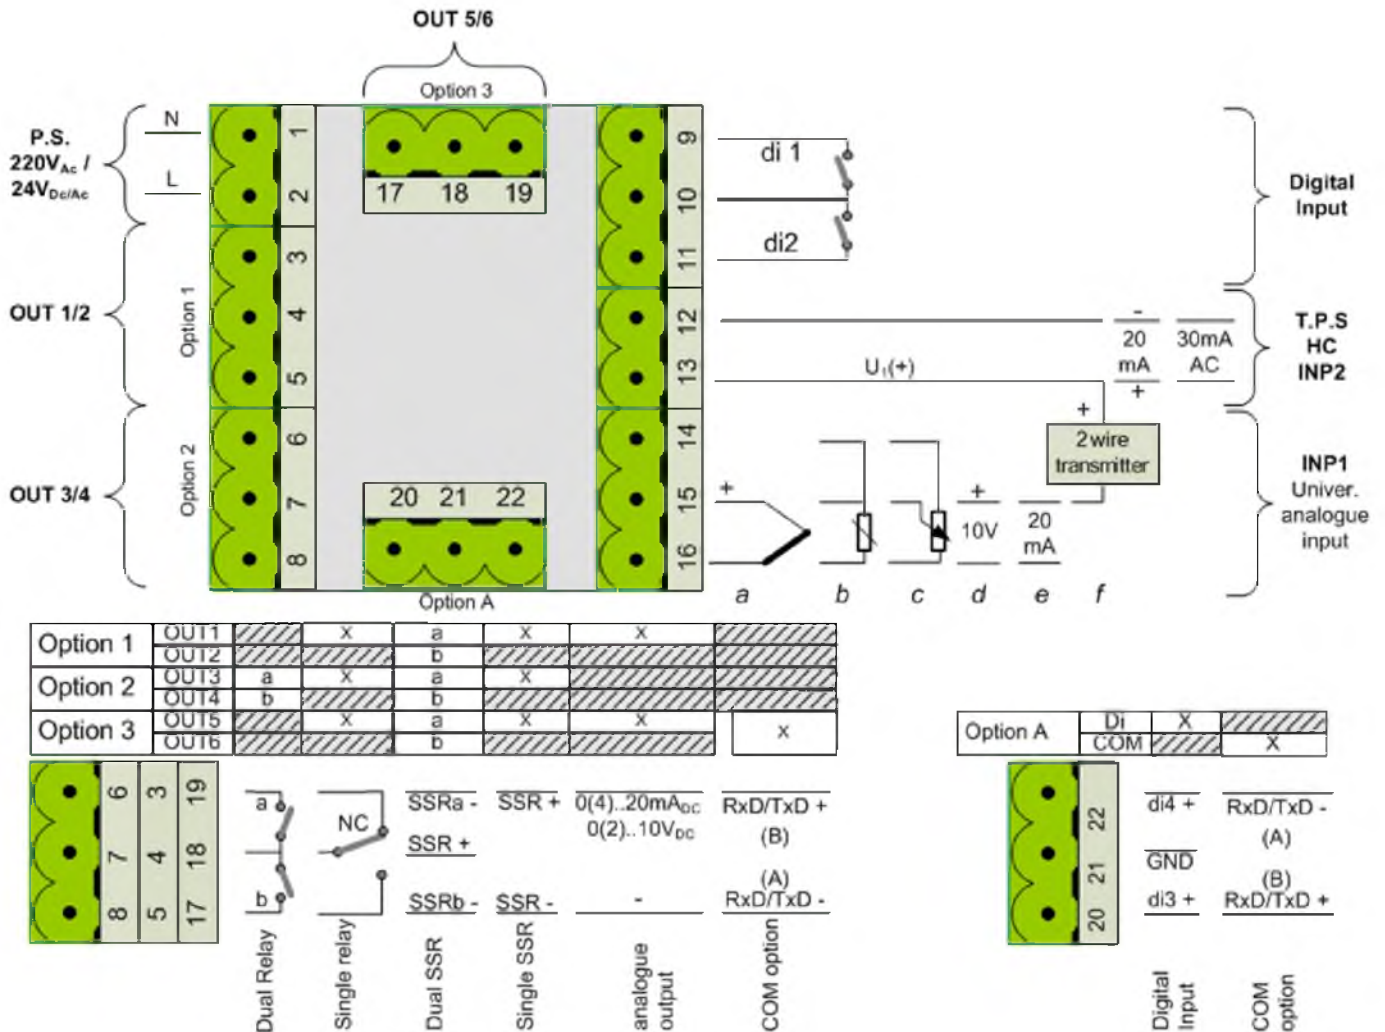 OUT 5/6
Option 3
P.S.
220VAc /
24VDc/Ac
N
L
OUT 1/2
Option 1
OUT 3/4
Option 2
1
2
3
4
5
6
7
8
17 18 19
20 21 22
Option A
9
10
11
12
13
14
15
16
di 1
di2
Digital
Input
-
20
mA
+
30mA
AC
T.P.S
HC
INP2
U₁(+)
+
2 wire
transmitter
+
+
10V
20
mA
a b c d e f
INP1
Univer.
analogue
input
Option 1 OUT1 X a X X
OUT2 b
Option 2 OUT3 a X a X
OUT4 b b
Option 3 OUT5 X a X X X
OUT6 b
6 3 19
7 4 18
8 5 17
a
b
NC
SSRa -
SSR +
SSRb -
SSR +
SSR -
0(4)..20mADC
0(2)..10VDC
-
RxD/TxD +
(B)
(A)
RxD/TxD -
Dual Relay
Single relay
Dual SSR
Single SSR
analogue
output
COM option
Option A Di X
COM X
22
21
20
di4 +
GND
di3 +
RxD/TxD -
(A)
(B)
RxD/TxD +
Digital
Input
COM
option